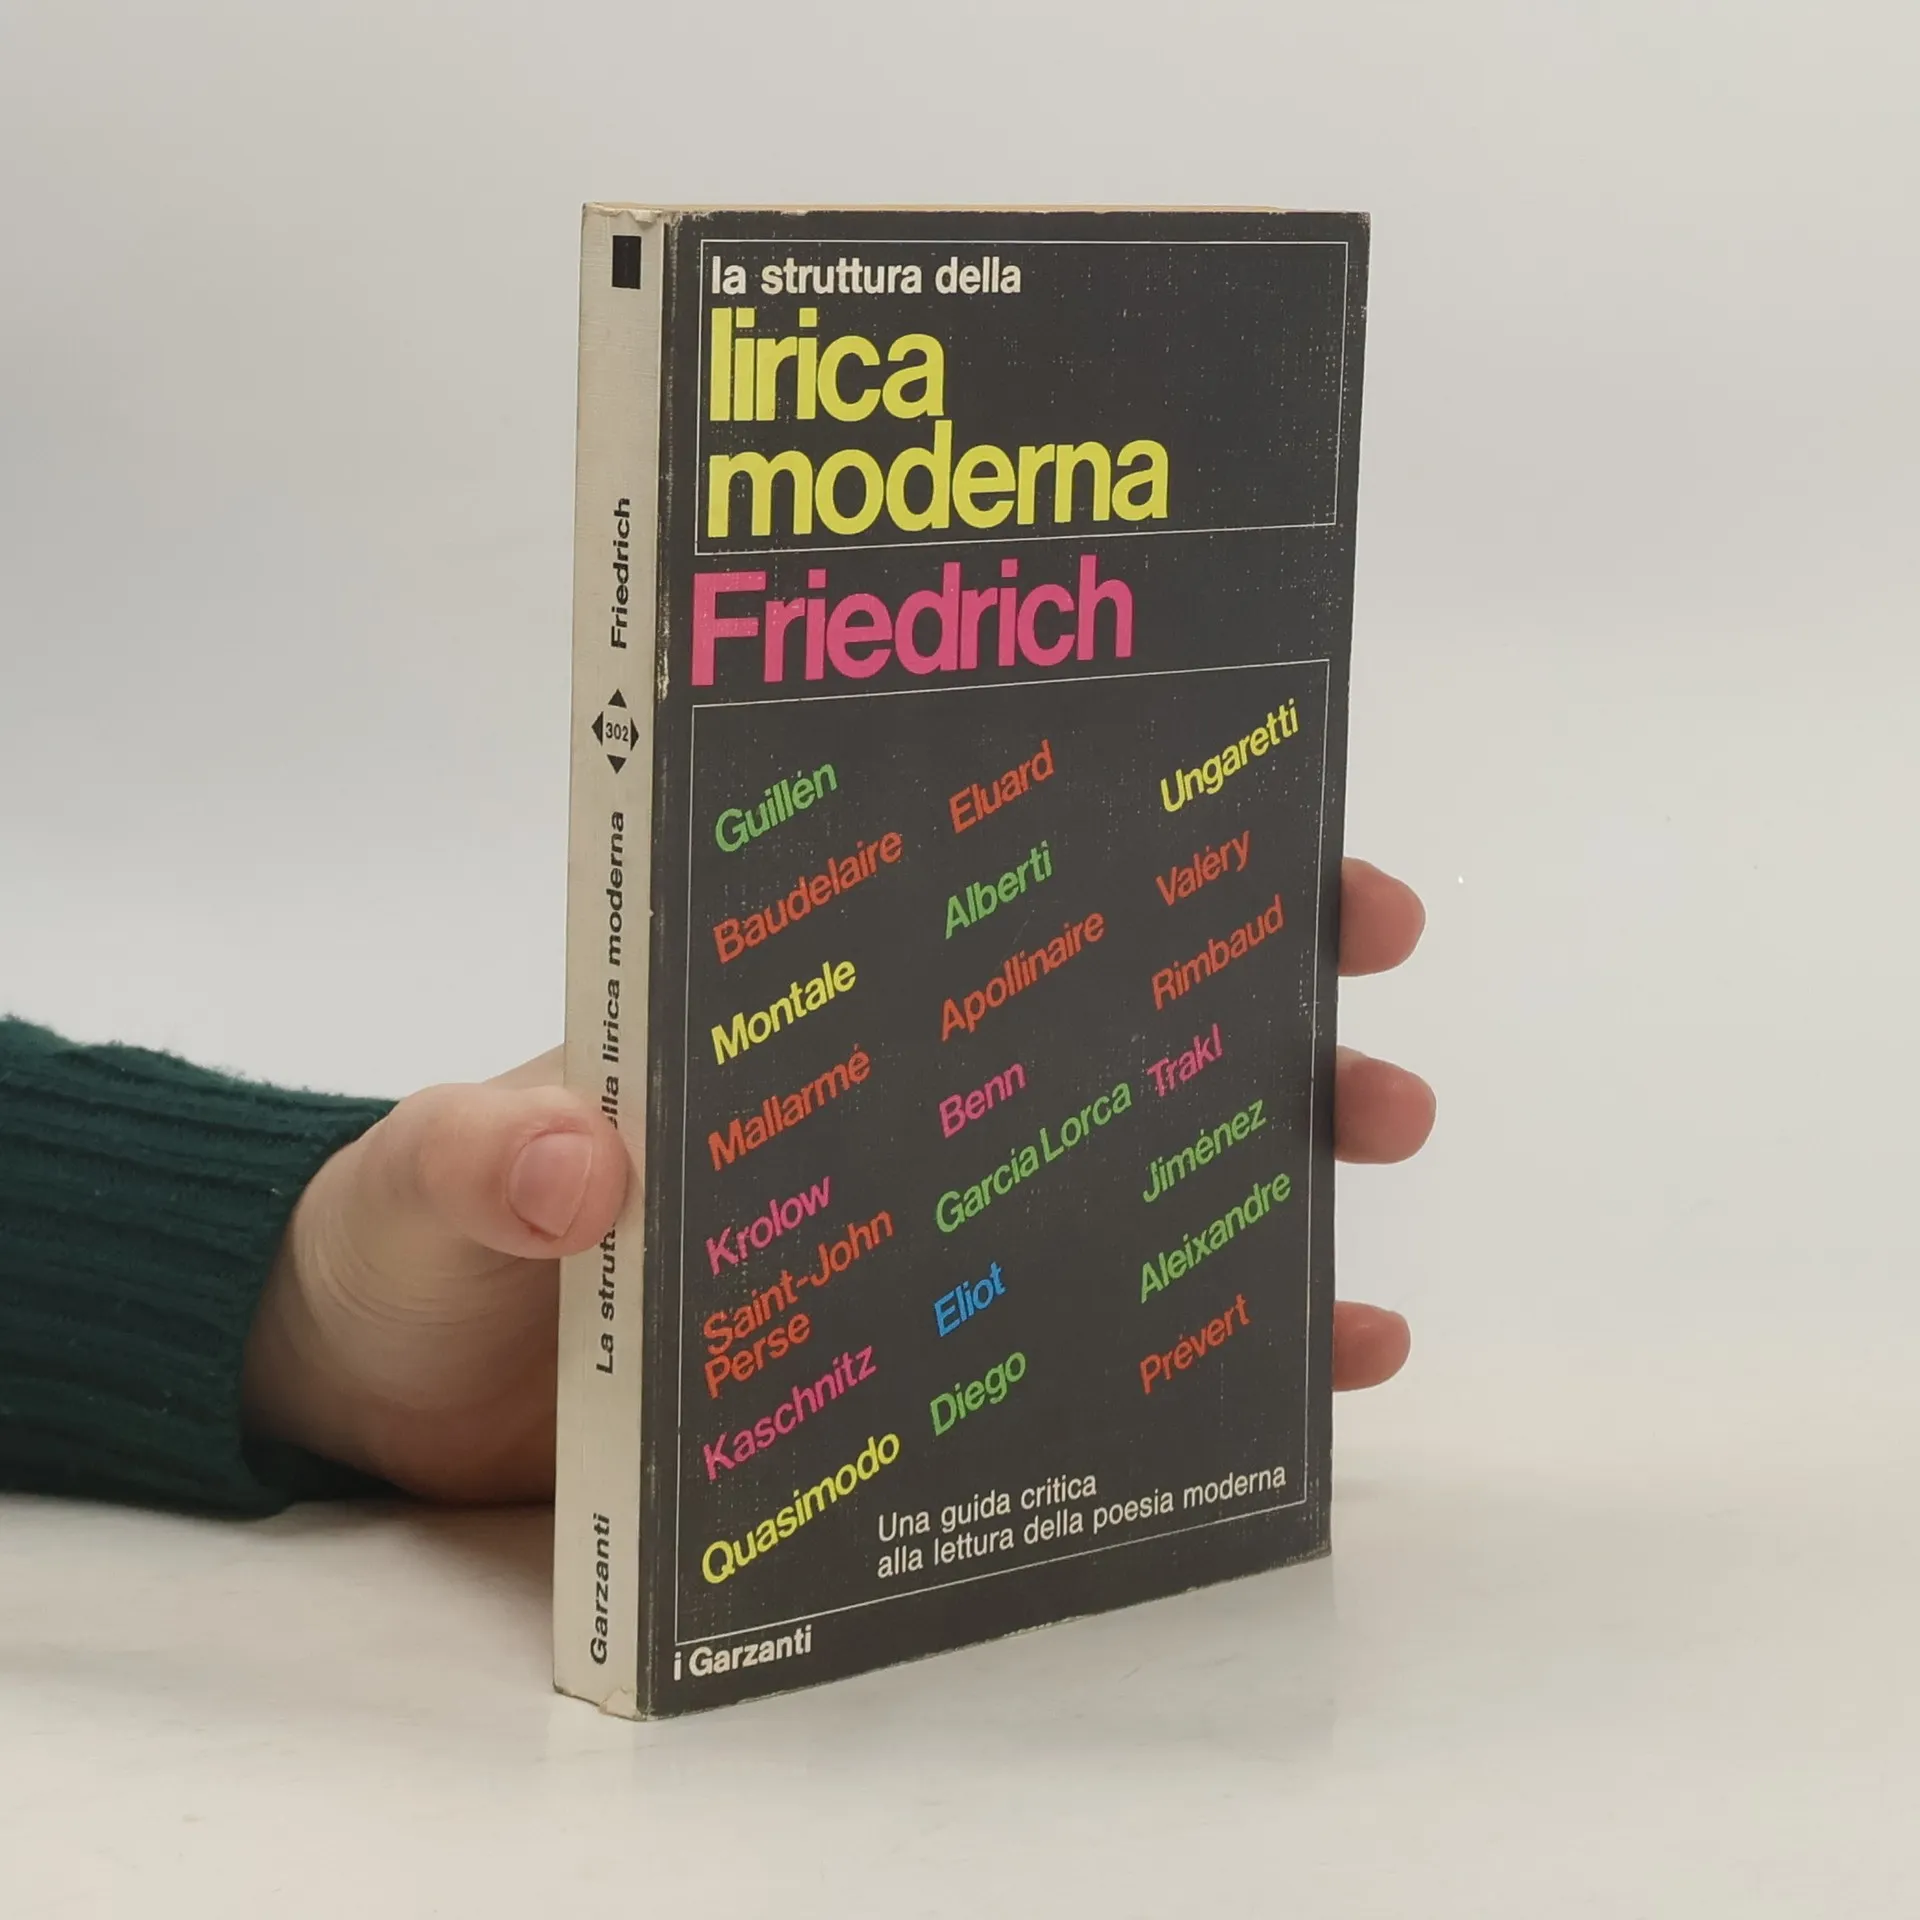 la struttura della
lirica
moderna
Friedrich
Guillén
Eluard
Ungaretti
Baudelaire
Alberti
Valéry
Montale
Apollinaire
Rimbaud
Mallarmé
Benn
Trakl
Krolow
Garcia Lorca
Jiménez
Saint-John
Perse
Eliot
Aleixandre
Kaschnitz
Diego
Prévert
Quasimodo
Una guida critica
alla lettura della poesia moderna
i Garzanti
Friedrich
302
La strut lla lirica moderna
Garzanti